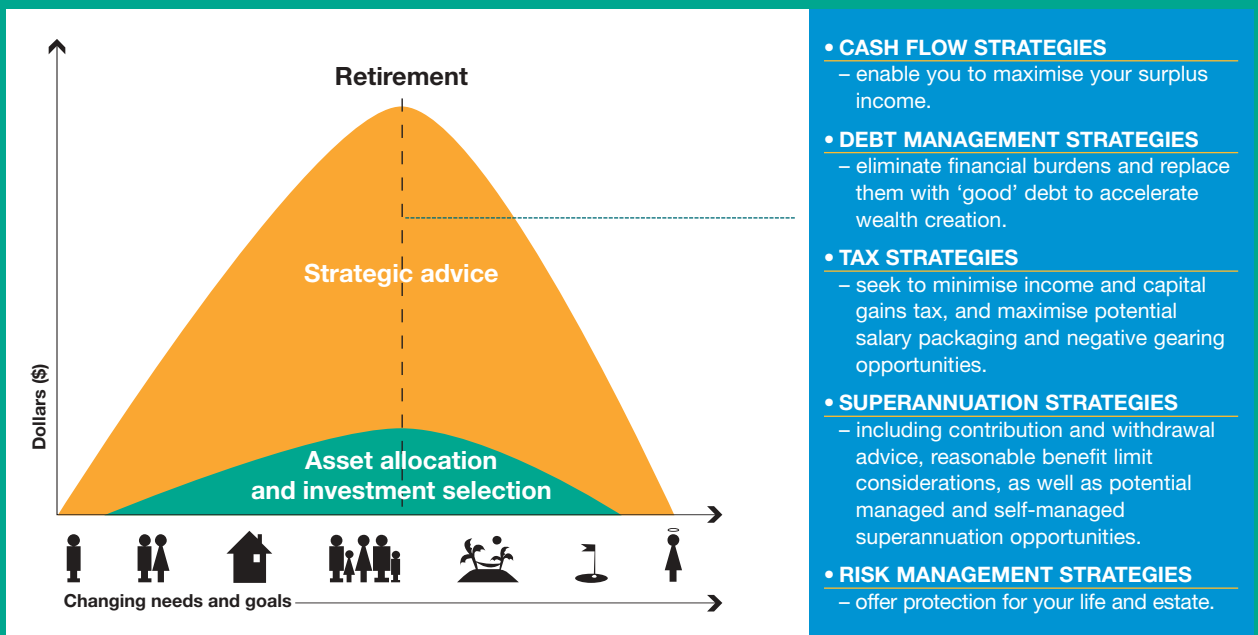 Retirement
Strategic advice
Asset allocation
and investment selection
Dollars ($)
Changing needs and goals
• CASH FLOW STRATEGIES
– enable you to maximise your surplus
income.
• DEBT MANAGEMENT STRATEGIES
– eliminate financial burdens and replace
them with ‘good’ debt to accelerate
wealth creation.
• TAX STRATEGIES
– seek to minimise income and capital
gains tax, and maximise potential
salary packaging and negative gearing
opportunities.
• SUPERANNUATION STRATEGIES
– including contribution and withdrawal
advice, reasonable benefit limit
considerations, as well as potential
managed and self-managed
superannuation opportunities.
• RISK MANAGEMENT STRATEGIES
– offer protection for your life and estate.